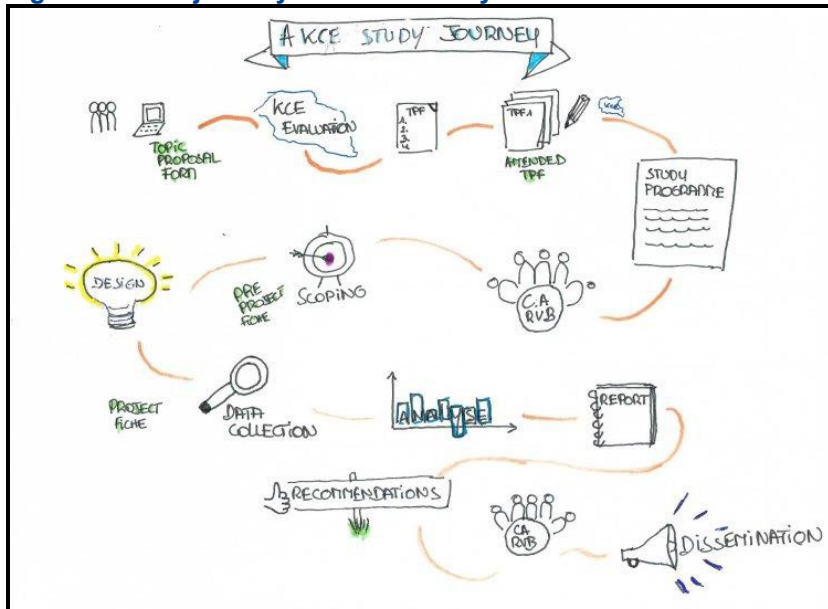 A KCE STUDY JOURNEY
TOPIC
PROPOSAL
FORM
KCE
EVALUATION
TPF
1.
2.
3.
4.
TPF1
AMENDED
TPF
KCE
STUDY
PROGRAMME
C.A
RVB
SCOPING
PRE
PROJECT
FICHE
DESIGN
PROJECT
FICHE
DATA
COLLECTION
ANALYSE
REPORT
RECOMMENDATIONS
CA
RVB
DISSEMINATION